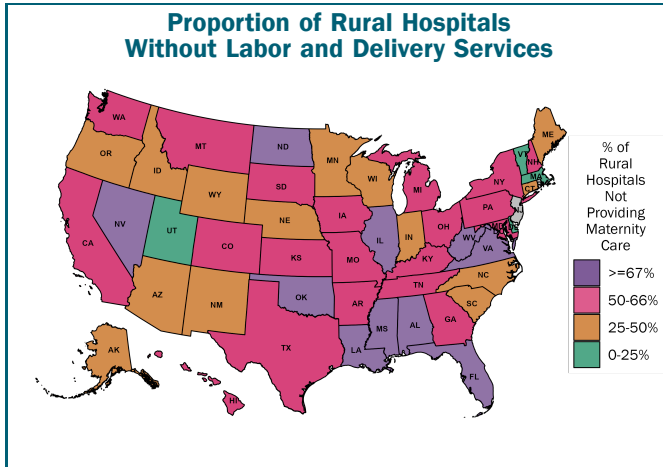 Proportion of Rural Hospitals
Without Labor and Delivery Services
WA
MT
ND
MN
ME
VT
NH
OR
ID
WY
SD
WI
MI
NY
MA
CT
NV
UT
CO
NE
IA
IL
IN
OH
PA
CA
KS
MO
KY
WV
VA
AZ
NM
OK
AR
TN
NC
SC
TX
LA
MS
AL
GA
FL
AK
HI
% of
Rural
Hospitals
Not
Providing
Maternity
Care
>=67%
50-66%
25-50%
0-25%